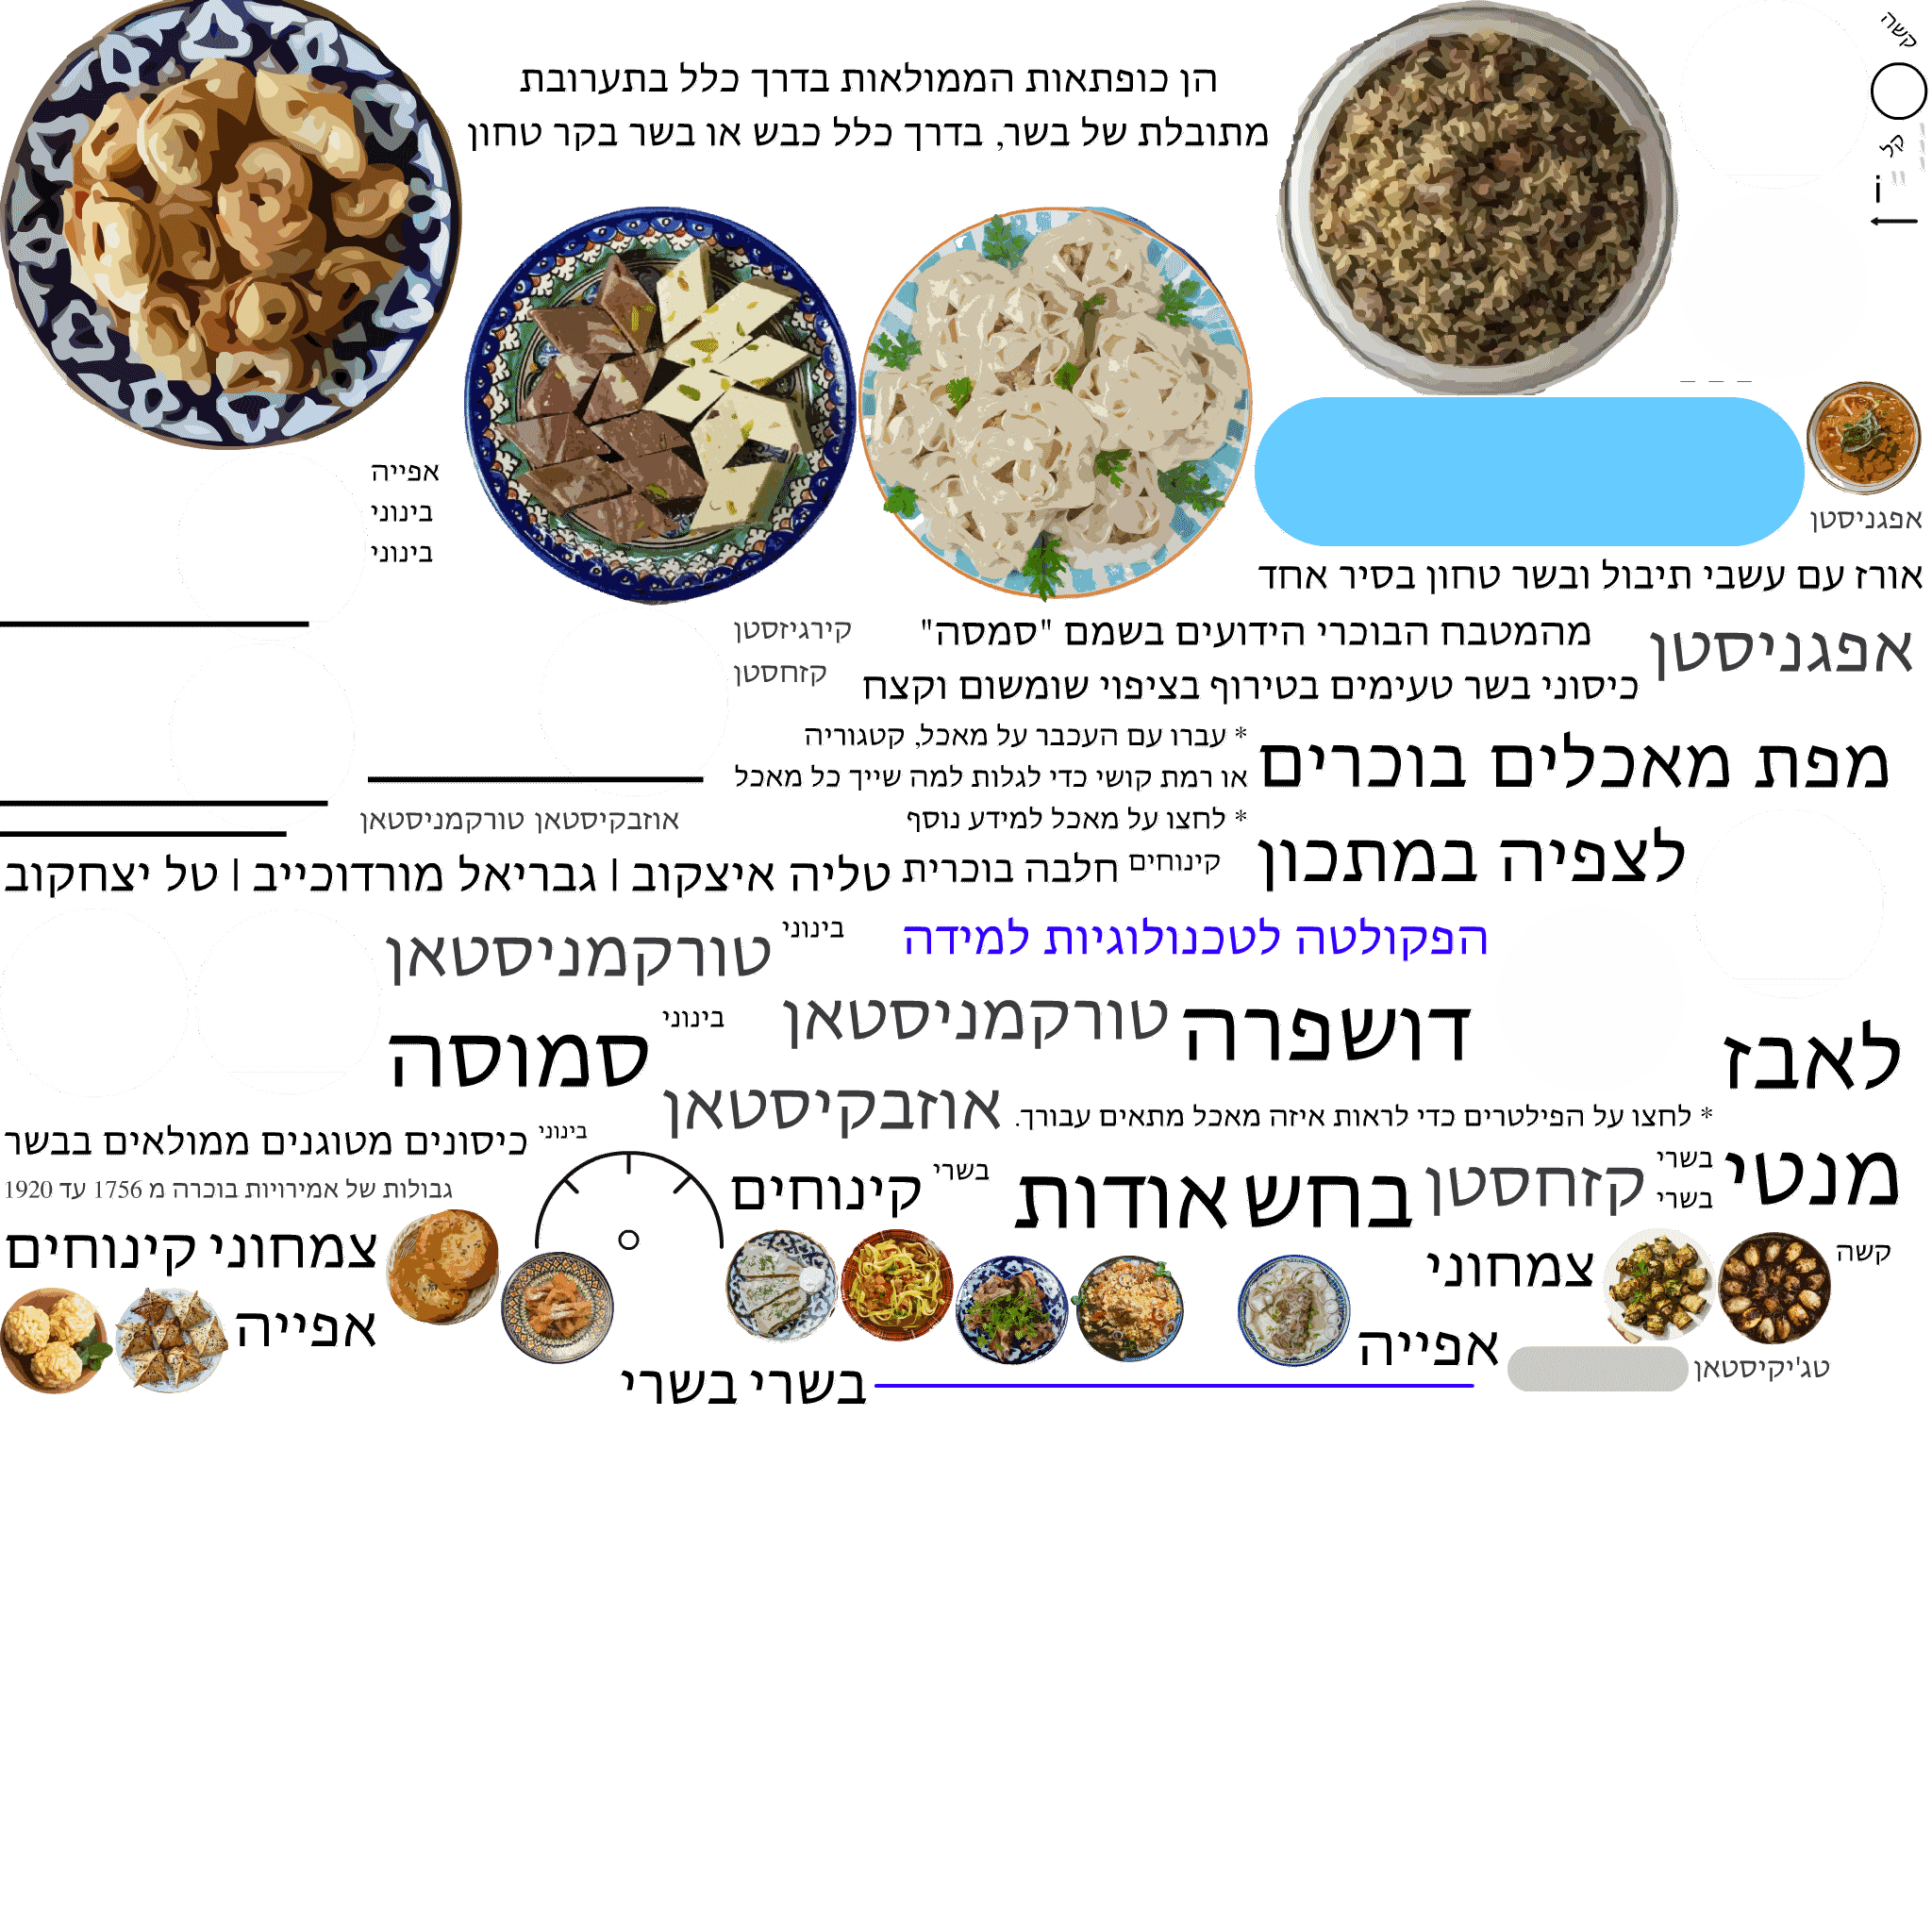 קשה
הן כופתאות הממולאות בדרך כלל בתערובת
מתובלת של בשר, בדרך כלל כבש או בשר בקר טחון
קל
i
אפייה
בינוני
בינוני
אפגניסטן
אורז עם עשבי תיבול ובשר טחון בסיר אחד
אפגניסטן
מהמטבח הבוכרי הידועים בשמם "סמסה"
כיסוני בשר טעימים בטירוף בציפוי שומשום וקצח
קירגיזסטן
קזחסטן
מפת מאכלים בוכרים
* עברו עם העכבר על מאכל, קטגוריה
או רמת קושי כדי לגלות למה שייך כל מאכל
* לחצו על מאכל למידע נוסף
אוזבקיסטאן טורקמניסטאן
לצפיה במתכון
קינוחים
חלבה בוכרית
טליה איצקוב | גבריאל מורדוכייב | טל יצחקוב
הפקולטה לטכנולוגיות למידה
בינוני
טורקמניסטאן
לאבז
דושפרה
טורקמניסטאן
בינוני
סמוסה
* לחצו על הפילטרים כדי לראות איזה מאכל מתאים עבורך.
אוזבקיסטאן
בינוני
כיסונים מטוגנים ממולאים בבשר
מנטי
בשרי
בשרי
קזחסטן
בחש
אודות
בשרי
קינוחים
גבולות של אמירויות בוכרה מ 1756 עד 1920
קשה
צמחוני
צמחוני קינוחים
אפייה
אפייה
טג'יקיסטאן
בשרי בשרי